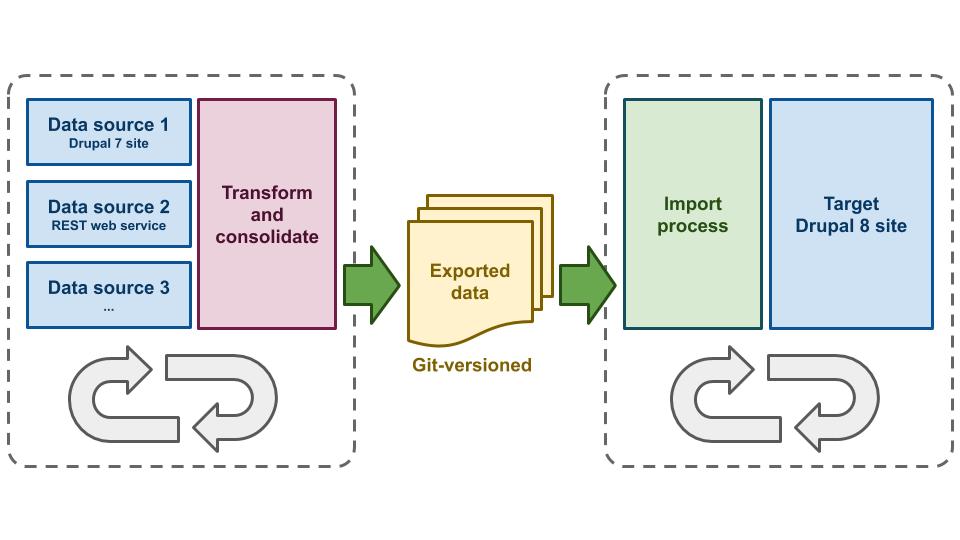 Data source 1
Drupal 7 site
Data source 2
REST web service
Data source 3
...
Transform
and
consolidate
Exported
data
Git-versioned
Import
process
Target
Drupal 8 site